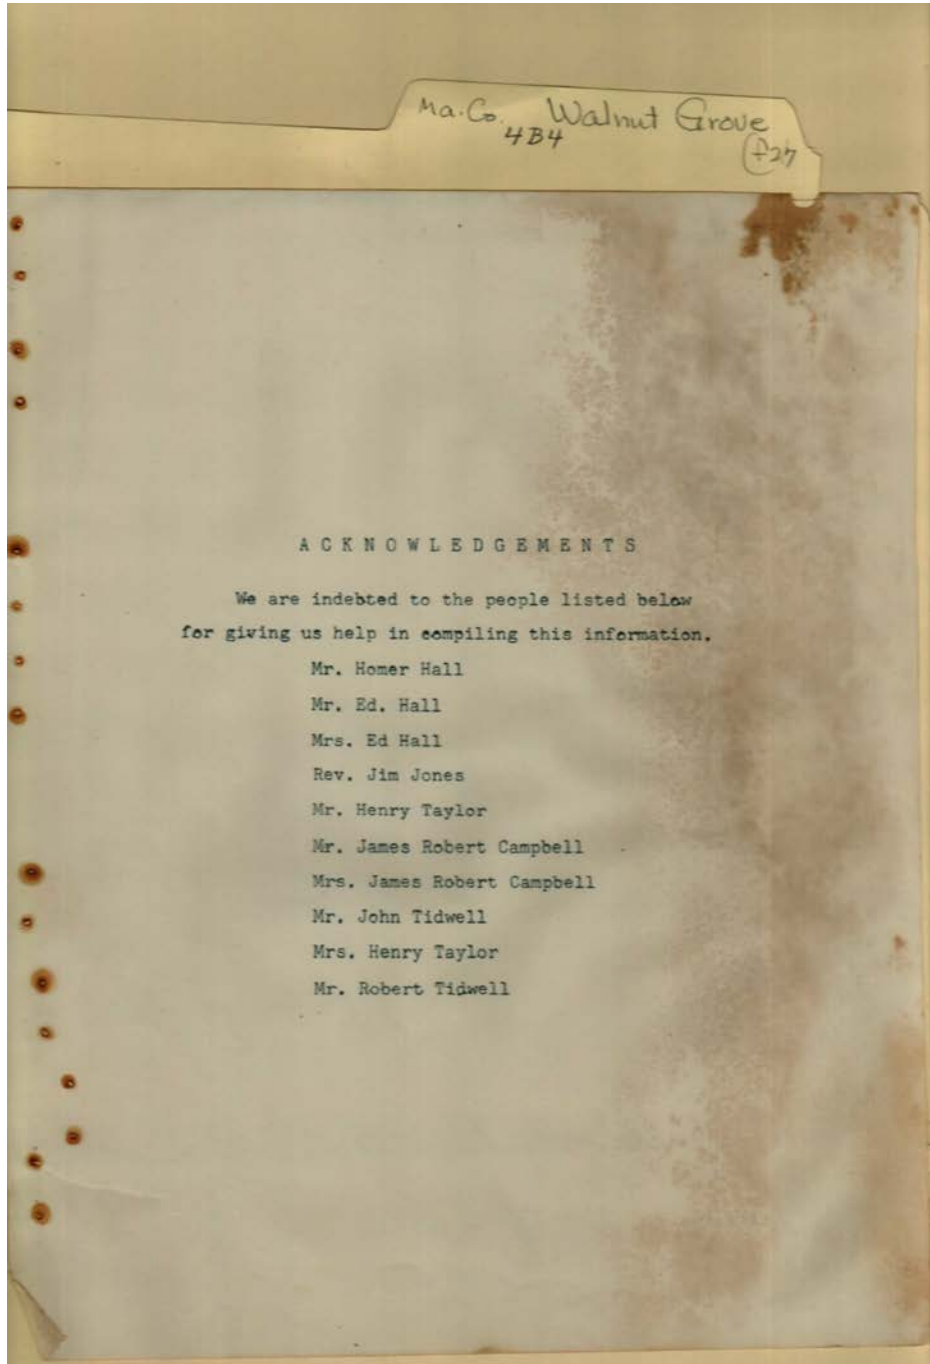 Ma. Co. Walnut Grove
4B4
f27
ACKNOWLEDGEMENTS
We are indebted to the people listed below
for giving us help in compiling this information.
Mr. Homer Hall
Mr. Ed. Hall
Mrs. Ed Hall
Rev. Jim Jones
Mr. Henry Taylor
Mr. James Robert Campbell
Mrs. James Robert Campbell
Mr. John Tidwell
Mrs. Henry Taylor
Mr. Robert Tidwell